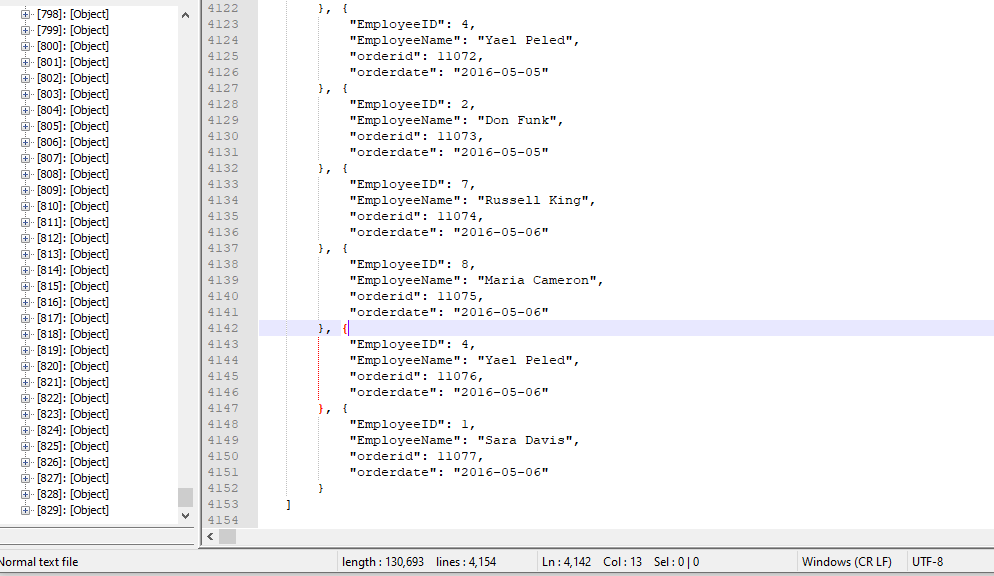 [798]: [Object]
[799]: [Object]
[800]: [Object]
[801]: [Object]
[802]: [Object]
[803]: [Object]
[804]: [Object]
[805]: [Object]
[806]: [Object]
[807]: [Object]
[808]: [Object]
[809]: [Object]
[810]: [Object]
[811]: [Object]
[812]: [Object]
[813]: [Object]
[814]: [Object]
[815]: [Object]
[816]: [Object]
[817]: [Object]
[818]: [Object]
[819]: [Object]
[820]: [Object]
[821]: [Object]
[822]: [Object]
[823]: [Object]
[824]: [Object]
[825]: [Object]
[826]: [Object]
[827]: [Object]
[828]: [Object]
[829]: [Object]
4122 }, {
4123 "EmployeeID": 4,
4124 "EmployeeName": "Yael Peled",
4125 "orderid": 11072,
4126 "orderdate": "2016-05-05"
4127 }, {
4128 "EmployeeID": 2,
4129 "EmployeeName": "Don Funk",
4130 "orderid": 11073,
4131 "orderdate": "2016-05-05"
4132 }, {
4133 "EmployeeID": 7,
4134 "EmployeeName": "Russell King",
4135 "orderid": 11074,
4136 "orderdate": "2016-05-06"
4137 }, {
4138 "EmployeeID": 8,
4139 "EmployeeName": "Maria Cameron",
4140 "orderid": 11075,
4141 "orderdate": "2016-05-06"
4142 }, {
4143 "EmployeeID": 4,
4144 "EmployeeName": "Yael Peled",
4145 "orderid": 11076,
4146 "orderdate": "2016-05-06"
4147 }, {
4148 "EmployeeID": 1,
4149 "EmployeeName": "Sara Davis",
4150 "orderid": 11077,
4151 "orderdate": "2016-05-06"
4152 }
4153 ]
4154
Normal text file length : 130,693 lines : 4,154 Ln : 4,142 Col : 13 Sel : 0 | 0 Windows (CR LF) UTF-8